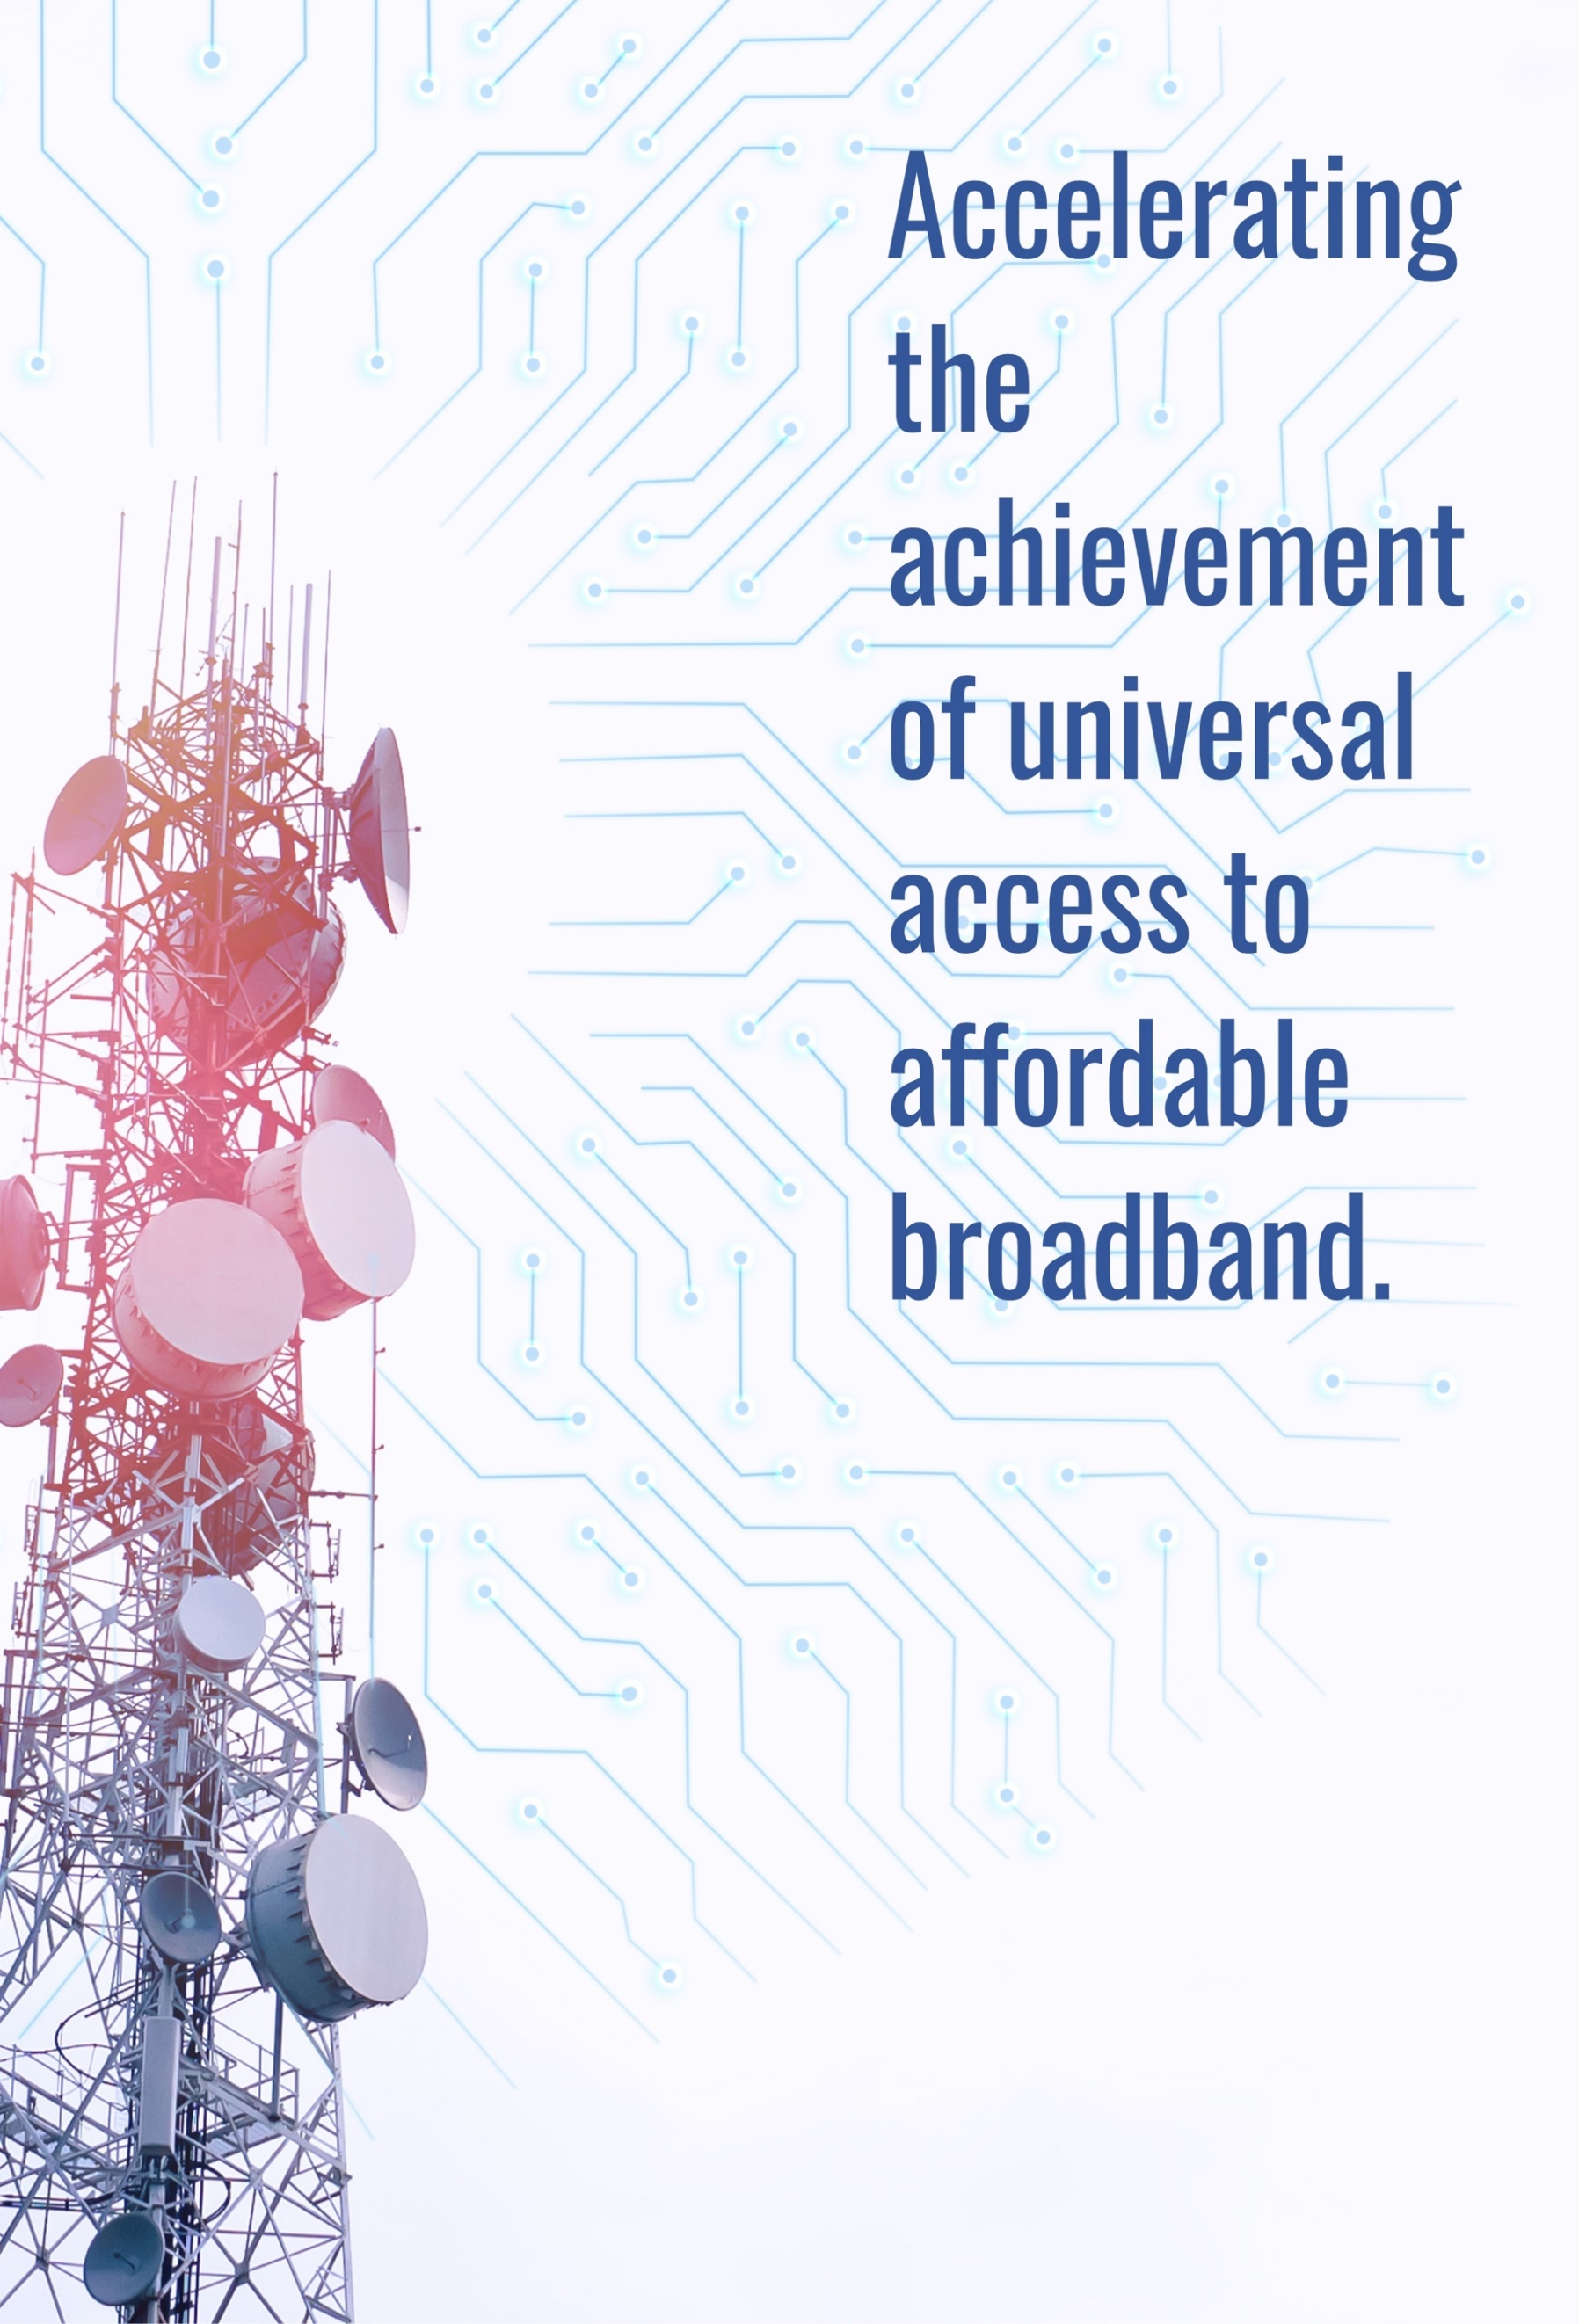 Accelerating
the
achievement
of universal
access to
affordable
broadband.